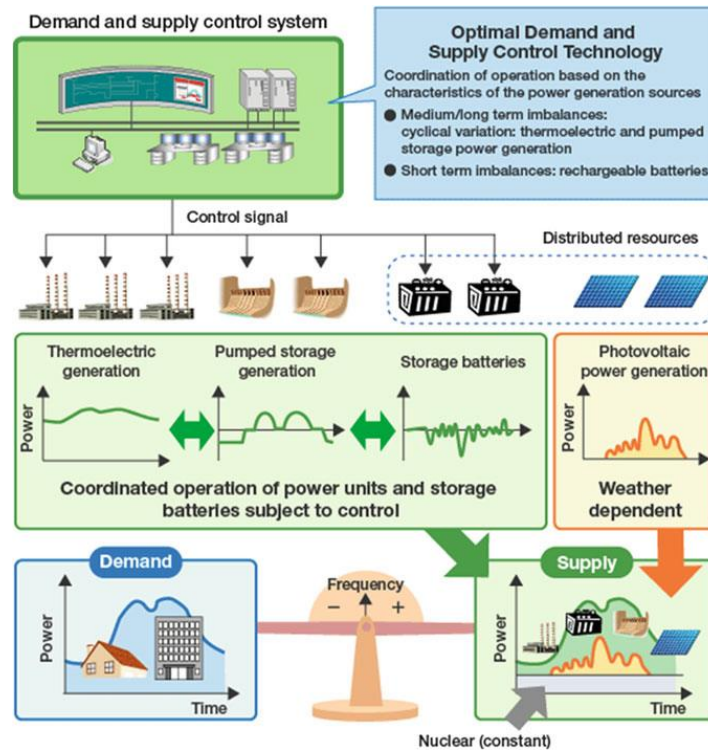 Demand and supply control system
Optimal Demand and
Supply Control Technology
Coordination of operation based on the
characteristics of the power generation sources
● Medium/long term imbalances:
cyclical variation: thermoelectric and pumped
storage power generation
● Short term imbalances: rechargeable batteries
Control signal
Distributed resources
Thermoelectric
generation
Pumped storage
generation
Storage batteries
Photovoltaic
power generation
Power
Power
Coordinated operation of power units and storage
batteries subject to control
Weather
dependent
Demand
Frequency
− +
Supply
Power
Time
Power
Time
Nuclear (constant)